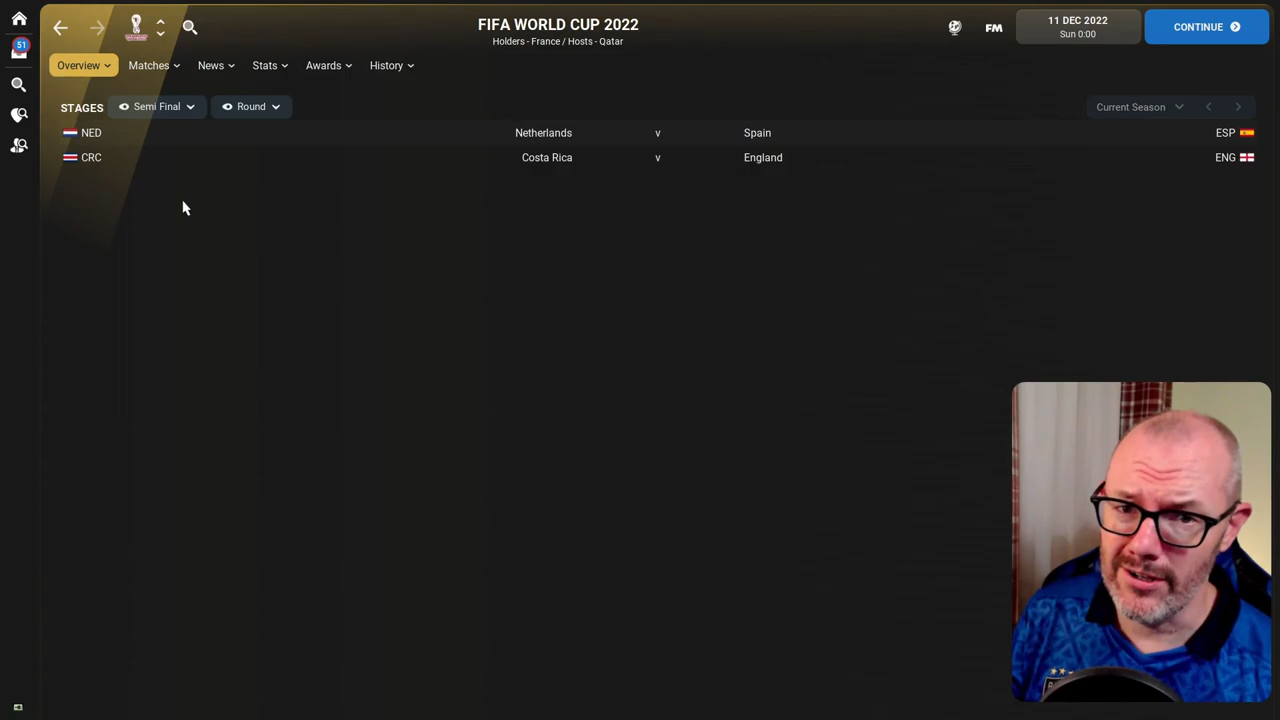 FIFA WORLD CUP 2022
Holders - France / Hosts - Qatar
FM
11 DEC 2022
Sun 0:00
CONTINUE
51
Overview
Matches
News
Stats
Awards
History
STAGES
Semi Final
Round
Current Season
NED Netherlands v Spain ESP
CRC Costa Rica v England ENG